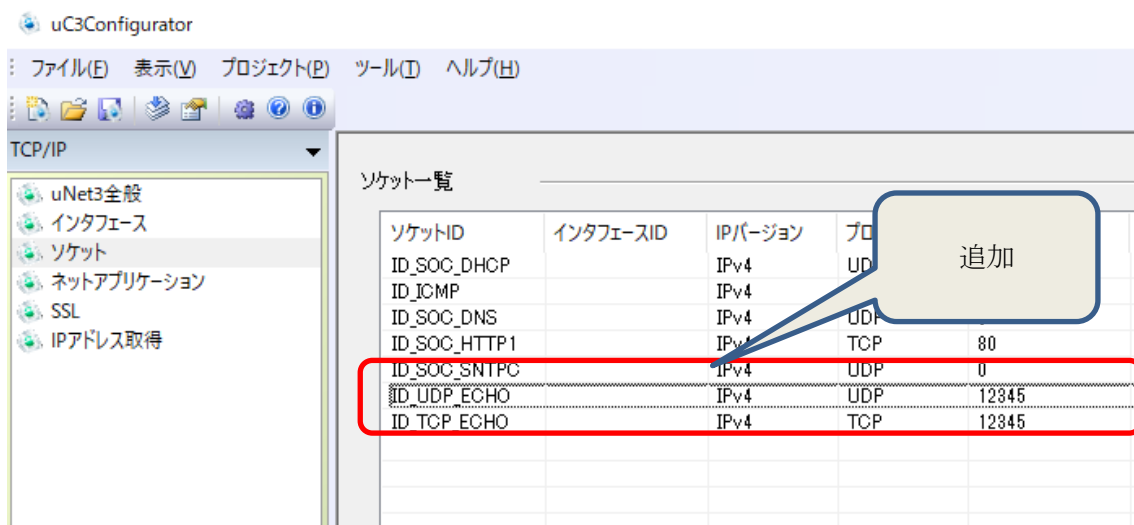 uC3Configurator
ファイル(F) 表示(V) プロジェクト(P) ツール(T) ヘルプ(H)
TCP/IP
uNet3全般
インタフェース
ソケット
ネットアプリケーション
SSL
IPアドレス取得
ソケット一覧
追加
ソケットID インタフェースID IPバージョン
ID_SOC_DHCP IPv4
ID_ICMP IPv4
ID_SOC_DNS IPv4 UDP
ID_SOC_HTTP1 IPv4 TCP 80
ID_SOC_SNTPC IPv4 UDP 0
ID_UDP_ECHO IPv4 UDP 12345
ID_TCP_ECHO IPv4 TCP 12345